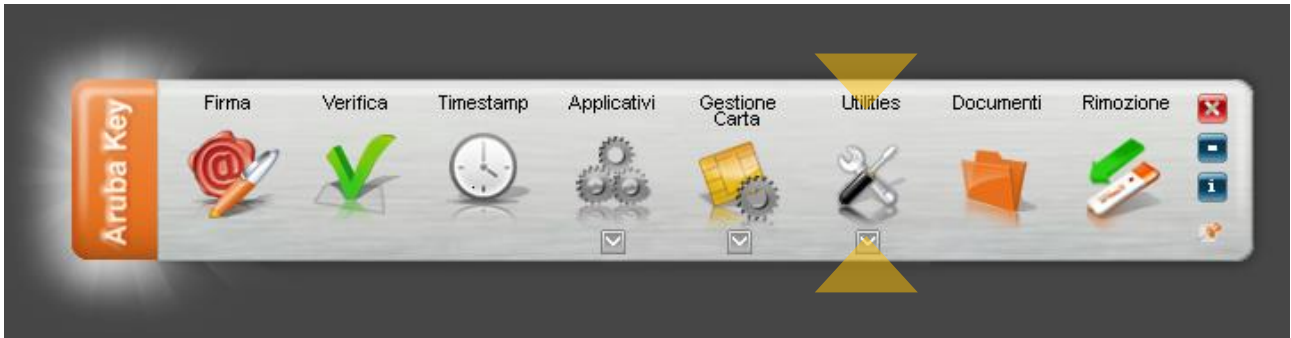 Aruba Key
Firma
Verifica
Timestamp
Applicativi
Gestione
Carta
Utilities
Documenti
Rimozione